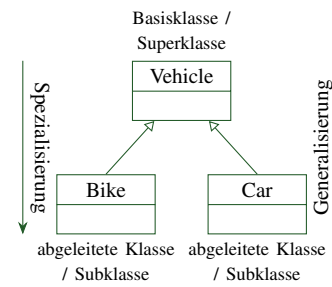 Basisklasse /
Superklasse
Vehicle
Spezialisierung
Generalisierung
Bike
Car
abgeleitete Klasse
/ Subklasse
abgeleitete Klasse
/ Subklasse